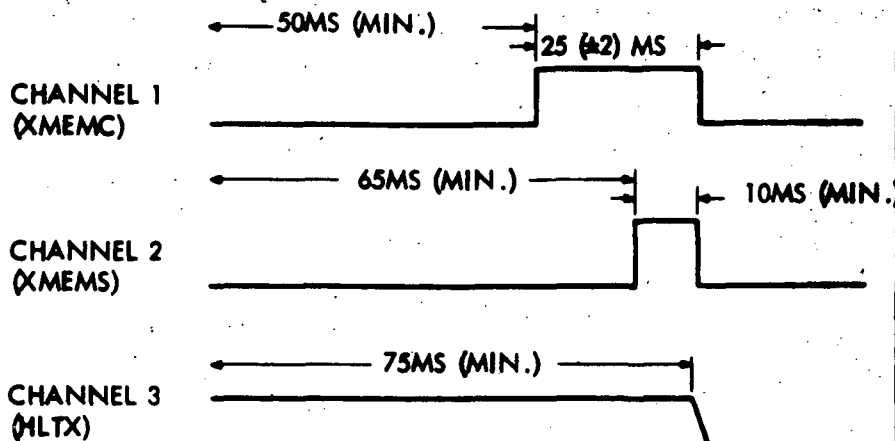 50MS (MIN.)
25 (±2) MS
CHANNEL 1
(XMEMC)
65MS (MIN.)
10MS (MIN.)
CHANNEL 2
(XMEMS)
75MS (MIN.)
CHANNEL 3
(HLTX)